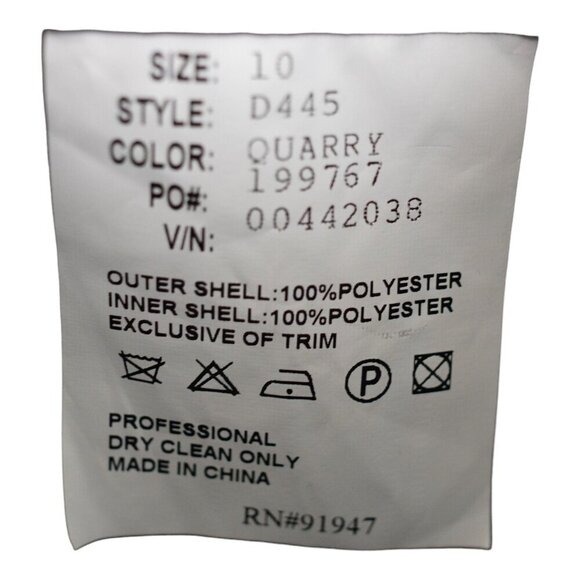 SIZE: 10
STYLE: D445
COLOR: QUARRY
PO#: 199767
V/N: 00442038
OUTER SHELL:100%POLYESTER
INNER SHELL:100%POLYESTER
EXCLUSIVE OF TRIM
P
PROFESSIONAL
DRY CLEAN ONLY
MADE IN CHINA
RN#91947